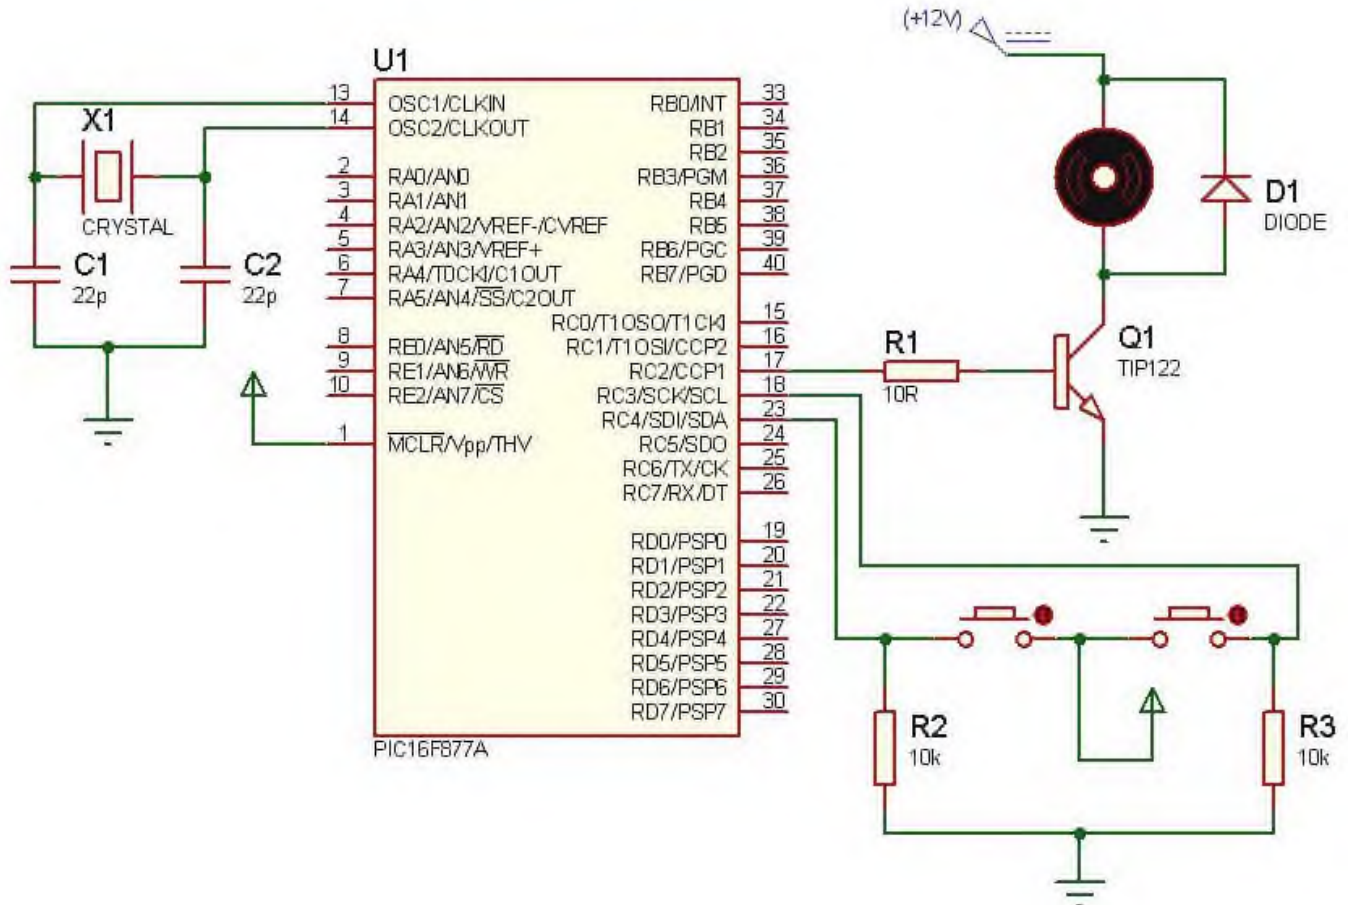 (+12V)
U1
13
OSC1/CLKIN
14
OSC2/CLKOUT
2
RA0/AN0
3
RA1/AN1
4
RA2/AN2/VREF-/CVREF
5
RA3/AN3/VREF+
6
RA4/T0CKI/C1OUT
7
RA5/AN4/SS/C2OUT
8
RE0/AN5/RD
9
RE1/AN6/WR
10
RE2/AN7/CS
1
MCLR/Vpp/THV
RB0/INT
33
RB1
34
RB2
35
RB3/PGM
36
RB4
37
RB5
38
RB6/PGC
39
RB7/PGD
40
RC0/T1OSO/T1CKI
15
RC1/T1OSI/CCP2
16
RC2/CCP1
17
RC3/SCK/SCL
18
RC4/SDI/SDA
23
RC5/SDO
24
RC6/TX/CK
25
RC7/RX/DT
26
RD0/PSP0
19
RD1/PSP1
20
RD2/PSP2
21
RD3/PSP3
22
RD4/PSP4
27
RD5/PSP5
28
RD6/PSP6
29
RD7/PSP7
30
PIC16F877A
X1
CRYSTAL
C1
22p
C2
22p
D1
DIODE
R1
10R
Q1
TIP122
R2
10k
R3
10k